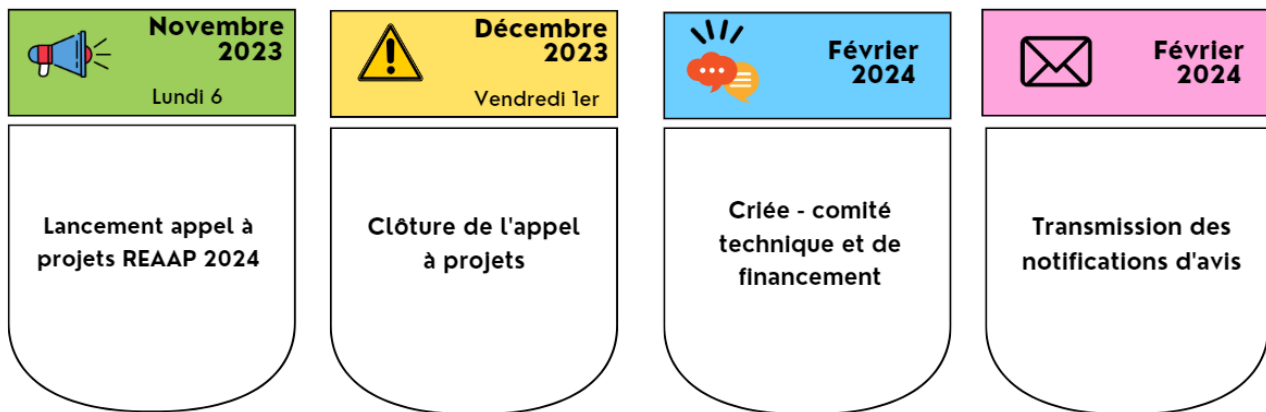 Novembre
2023
Lundi 6
Lancement appel à
projets REAAP 2024
Décembre
2023
Vendredi 1er
Clôture de l'appel
à projets
Février
2024
Criée - comité
technique et de
financement
Février
2024
Transmission des
notifications d'avis